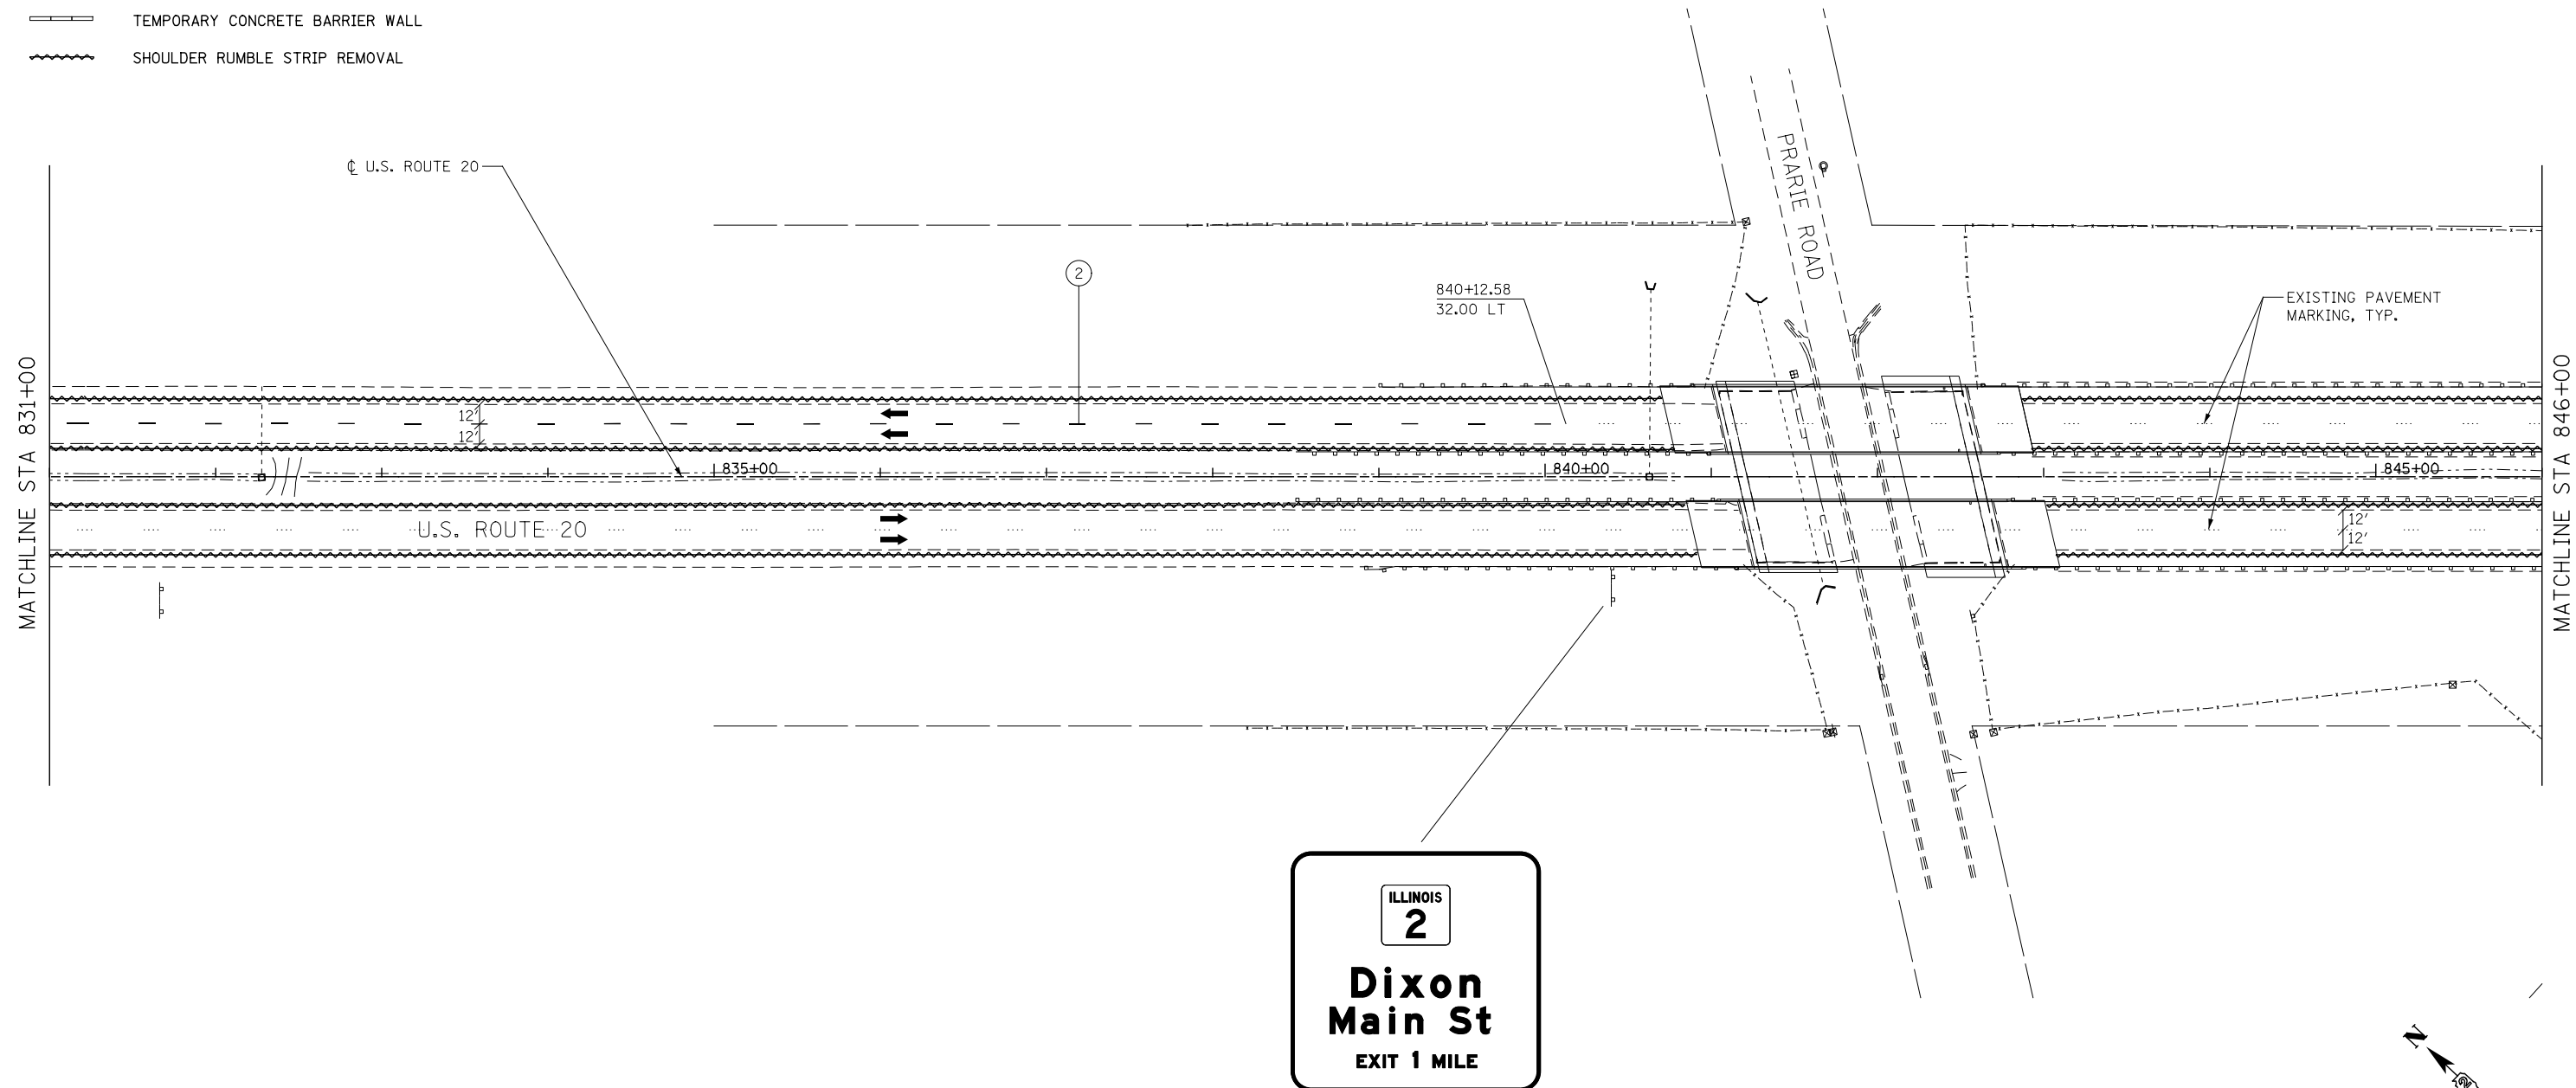 TEMPORARY CONCRETE BARRIER WALL
SHOULDER RUMBLE STRIP REMOVAL
℄ U.S. ROUTE 20
PRARIE ROAD
2
840+12.58
32.00 LT
EXISTING PAVEMENT
MARKING, TYP.
MATCHLINE STA 831+00
MATCHLINE STA 846+00
12'
12'
835+00
840+00
845+00
U.S. ROUTE 20
12'
12'
ILLINOIS
2
Dixon
Main St
EXIT 1 MILE
N